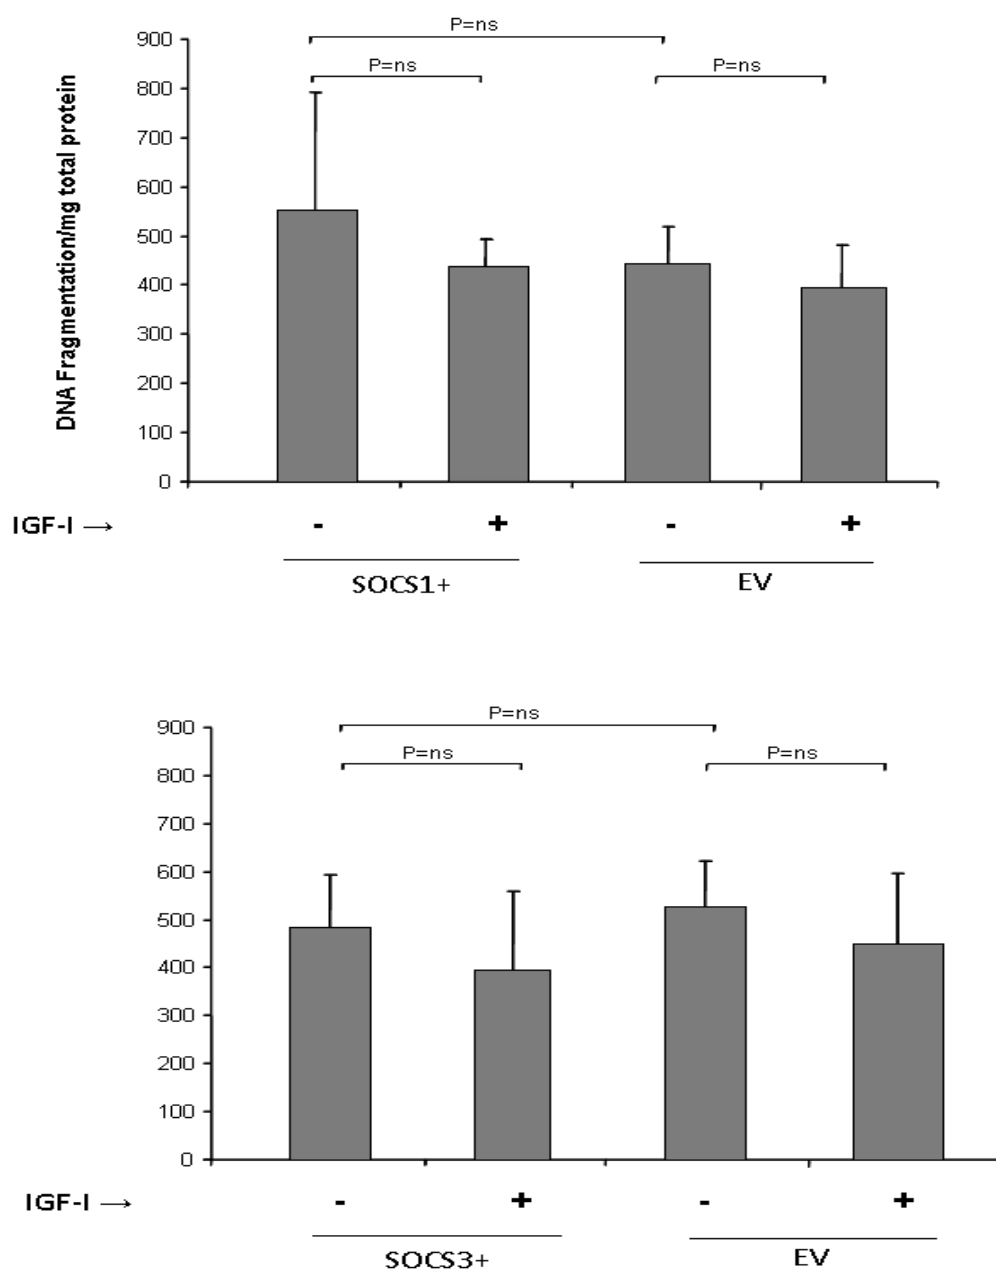 P=ns
P=ns P=ns
DNA Fragmentation/mg total protein
900
800
700
600
500
400
300
200
100
0
IGF-I → - + - +
SOCS1+ EV
P=ns
P=ns P=ns
900
800
700
600
500
400
300
200
100
0
IGF-I → - + - +
SOCS3+ EV